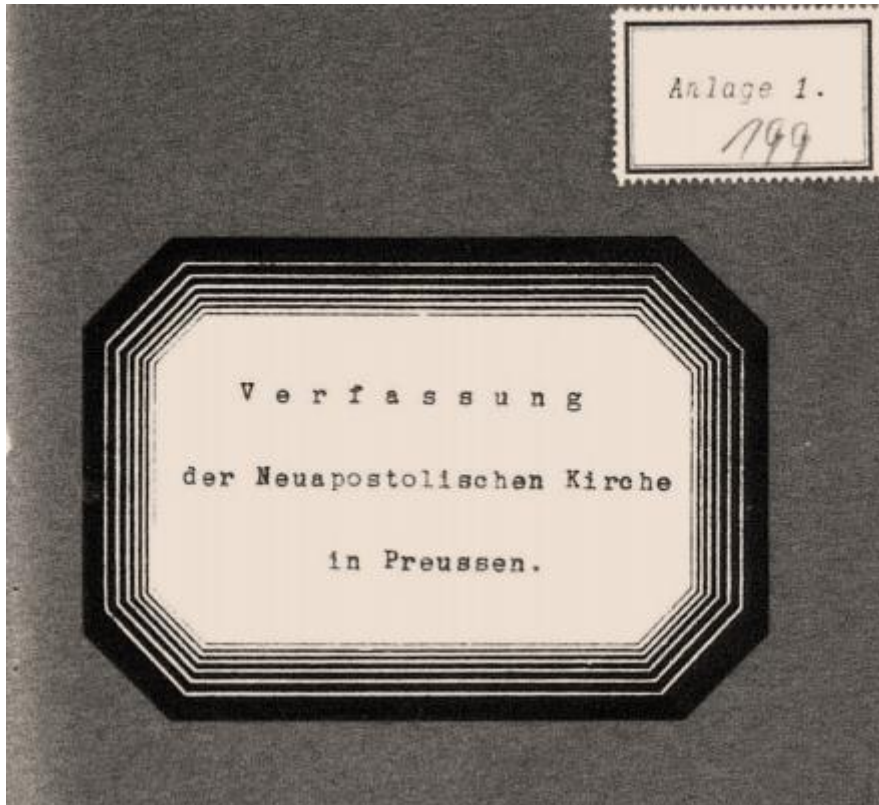 Anlage 1.
199
V e r f a s s u n g
der Neuapostolischen Kirche
in Preussen.